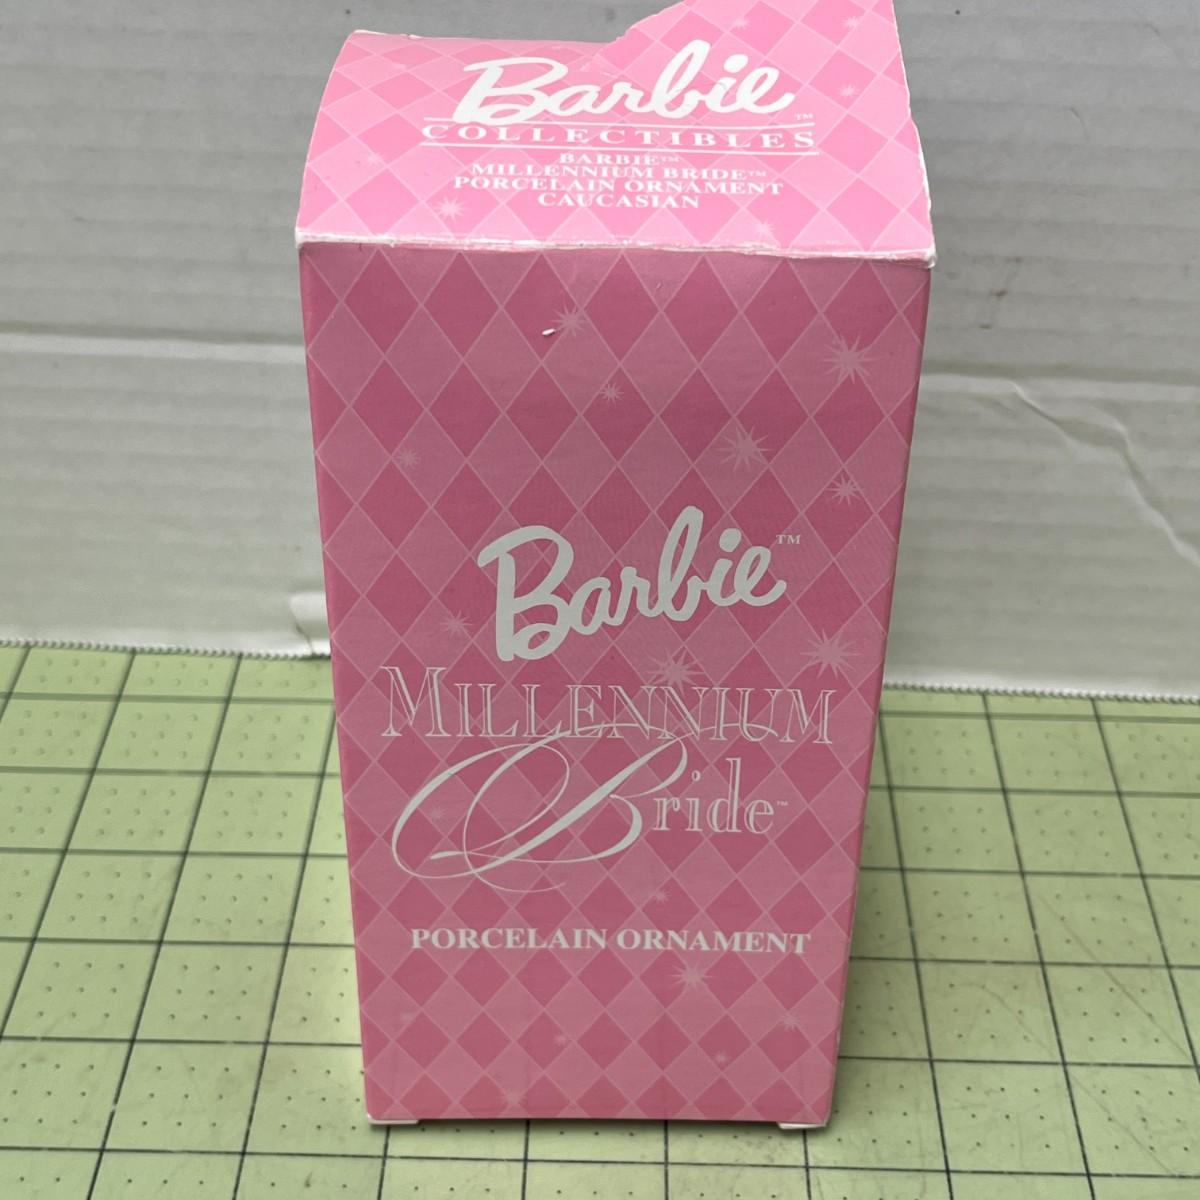 Barbie™
COLLECTIBLES
BARBIE™
MILLENNIUM BRIDE™
PORCELAIN ORNAMENT
CAUCASIAN
Barbie™
MILLENNIUM
Bride™
PORCELAIN ORNAMENT